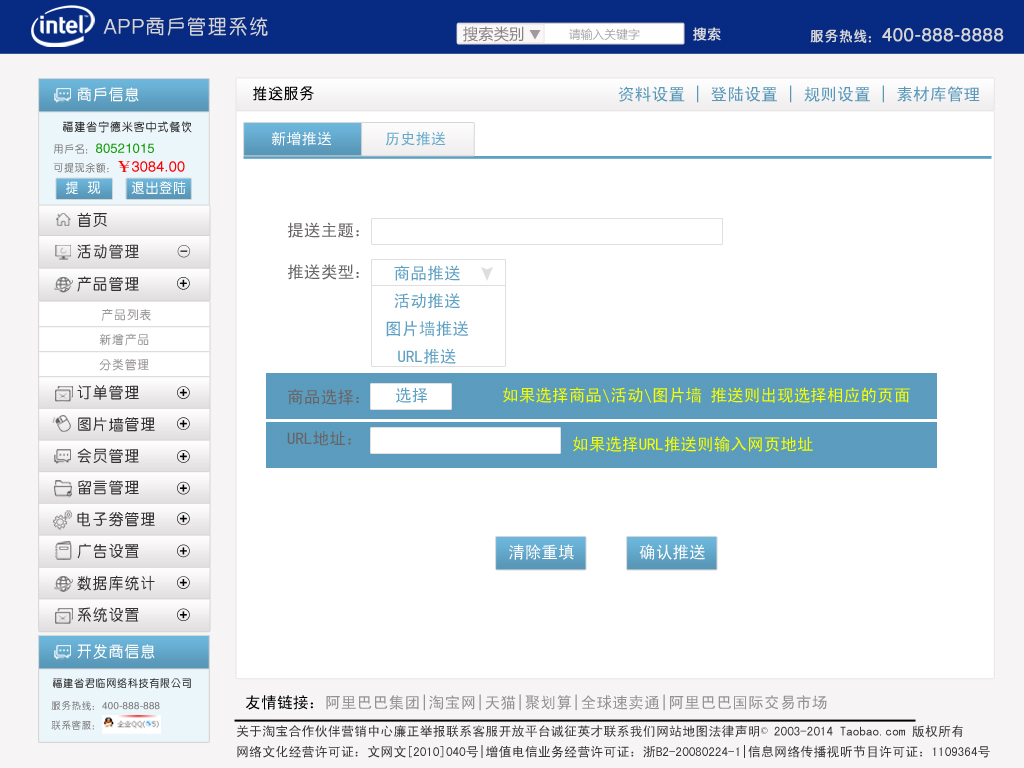 intel APP商戶管理系统
搜索类别▼ 请输入关键字 搜索
服务热线: 400-888-8888
商戶信息
福建省宁德米客中式餐饮
用戶名: 80521015
可提现余额: ￥3084.00
提 现 退出登陆
首页
活动管理
产品管理
产品列表
新增产品
分类管理
订单管理
图片墙管理
会员管理
留言管理
电子劵管理
广告设置
数据库统计
系统设置
开发商信息
福建省君临网络科技有限公司
服务热线: 400-888-888
联系客服: 企业QQ
推送服务
资料设置 | 登陆设置 | 规则设置 | 素材库管理
新增推送 历史推送
提送主题:
推送类型: 商品推送
活动推送
图片墙推送
URL推送
商品选择: 选择 如果选择商品\活动\图片墙 推送则出现选择相应的页面
URL地址: 如果选择URL推送则输入网页地址
清除重填 确认推送
友情链接: 阿里巴巴集团|淘宝网|天猫|聚划算|全球速卖通|阿里巴巴国际交易市场
关于淘宝合作伙伴营销中心廉正举报联系客服开放平台诚征英才联系我们网站地图法律声明© 2003-2014 Taobao.com 版权所有
网络文化经营许可证: 文网文[2010]040号|增值电信业务经营许可证: 浙B2-20080224-1|信息网络传播视听节目许可证: 1109364号